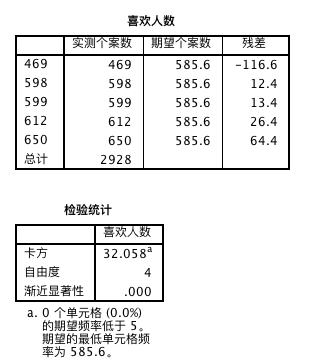 喜欢人数
实测个案数 期望个案数 残差
469 469 585.6 -116.6
598 598 585.6 12.4
599 599 585.6 13.4
612 612 585.6 26.4
650 650 585.6 64.4
总计 2928
检验统计
喜欢人数
卡方 32.058a
自由度 4
渐近显著性 .000
a. 0 个单元格 (0.0%)
的期望频率低于 5。
期望的最低单元格频
率为 585.6。